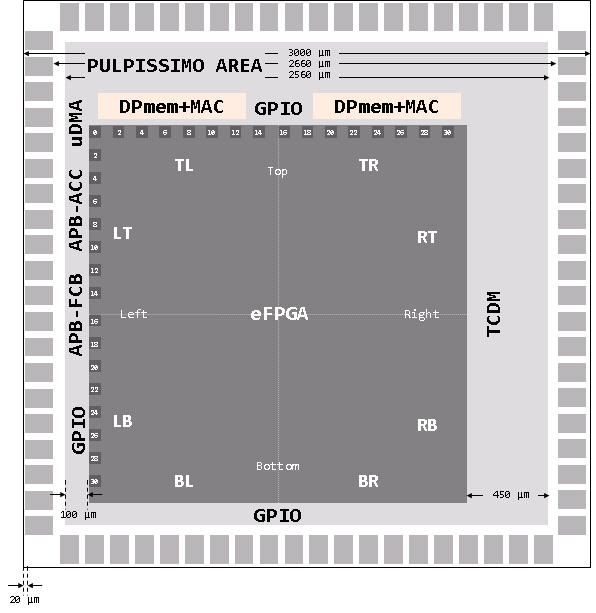 3000 μm
2660 μm
2560 μm
PULPISSIMO AREA
DPmem+MAC
GPIO
DPmem+MAC
uDMA
0 2 4 6 8 10 12 14 16 18 20 22 24 26 28 30
2
4
6
8
10
12
14
16
18
20
22
24
26
28
30
TL
TR
Top
APB-ACC
LT
RT
APB-FCB
Left
eFPGA
Right
TCDM
GPIO
LB
RB
Bottom
BL
BR
450 μm
100 μm
GPIO
20 μm